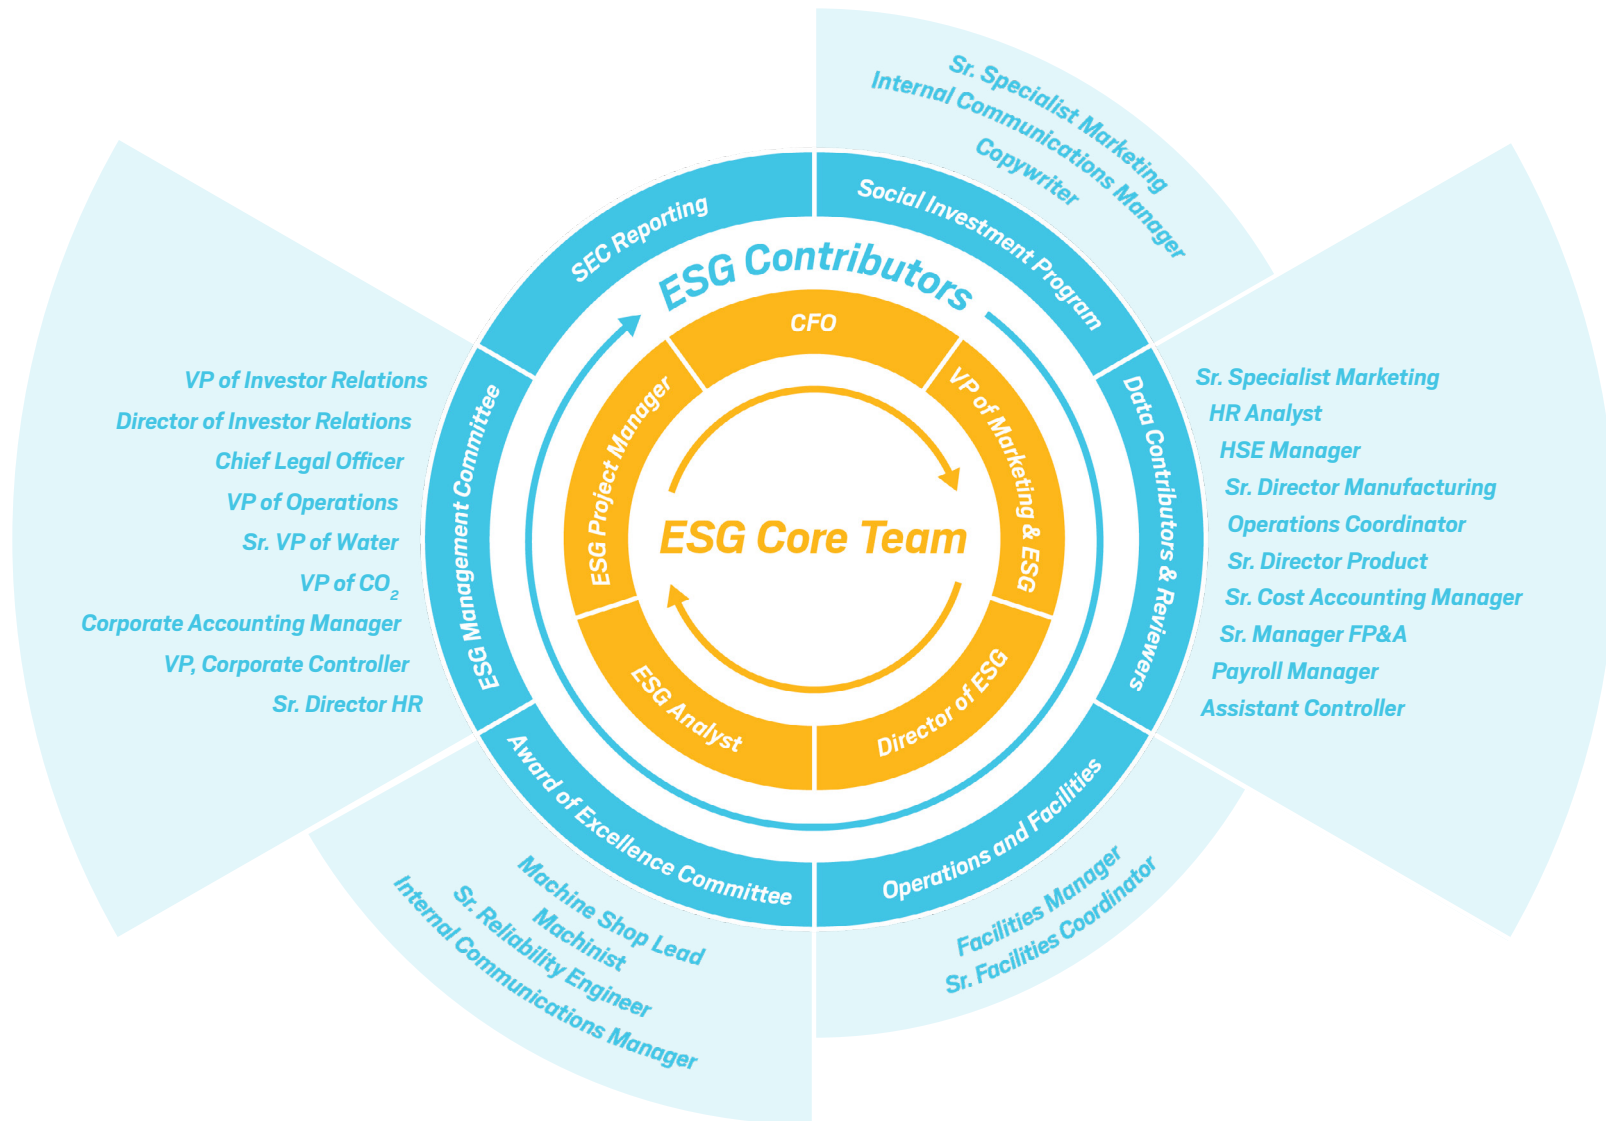 Sr. Specialist Marketing
Internal Communications Manager
Copywriter
SEC Reporting
Social Investment Program
ESG Contributors
CFO
ESG Project Manager
VP of Marketing & ESG
ESG Core Team
ESG Analyst
Director of ESG
ESG Management Committee
Data Contributors & Reviewers
VP of Investor Relations
Director of Investor Relations
Chief Legal Officer
VP of Operations
Sr. VP of Water
VP of CO₂
Corporate Accounting Manager
VP, Corporate Controller
Sr. Director HR
Sr. Specialist Marketing
HR Analyst
HSE Manager
Sr. Director Manufacturing
Operations Coordinator
Sr. Director Product
Sr. Cost Accounting Manager
Sr. Manager FP&A
Payroll Manager
Assistant Controller
Award of Excellence Committee
Operations and Facilities
Machine Shop Lead
Machinist
Sr. Reliability Engineer
Internal Communications Manager
Facilities Manager
Sr. Facilities Coordinator